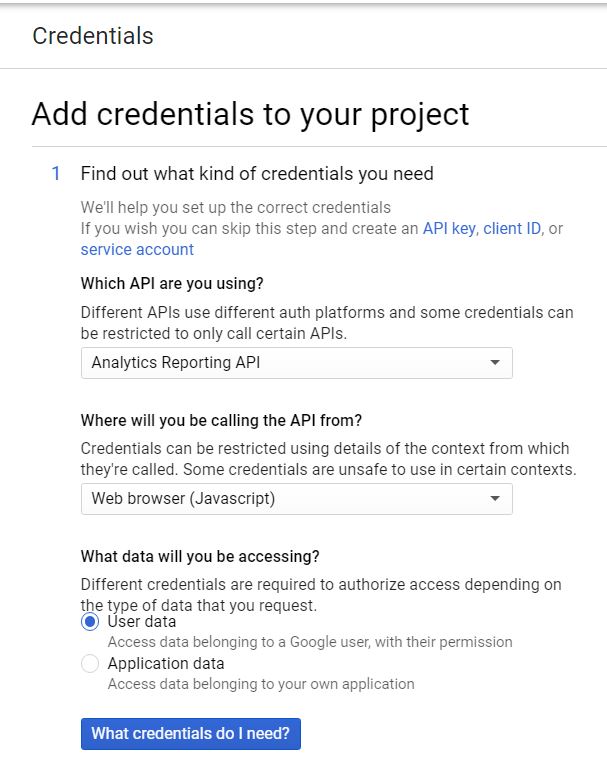 Credentials
Add credentials to your project
1 Find out what kind of credentials you need
We'll help you set up the correct credentials
If you wish you can skip this step and create an API key, client ID, or
service account
Which API are you using?
Different APIs use different auth platforms and some credentials can
be restricted to only call certain APIs.
Analytics Reporting API
Where will you be calling the API from?
Credentials can be restricted using details of the context from which
they're called. Some credentials are unsafe to use in certain contexts.
Web browser (Javascript)
What data will you be accessing?
Different credentials are required to authorize access depending on
the type of data that you request.
User data
Access data belonging to a Google user, with their permission
Application data
Access data belonging to your own application
What credentials do I need?